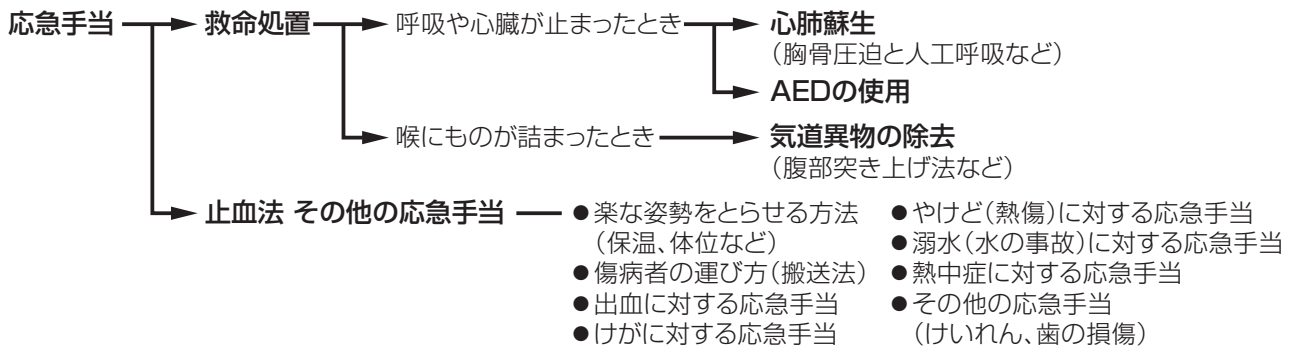 応急手当
救命処置
呼吸や心臓が止まったとき
心肺蘇生
（胸骨圧迫と人工呼吸など）
AEDの使用
喉にものが詰まったとき
気道異物の除去
（腹部突き上げ法など）
止血法 その他の応急手当
●楽な姿勢をとらせる方法
（保温、体位など）
●傷病者の運び方（搬送法）
●出血に対する応急手当
●けがに対する応急手当
●やけど（熱傷）に対する応急手当
●溺水（水の事故）に対する応急手当
●熱中症に対する応急手当
●その他の応急手当
（けいれん、歯の損傷）